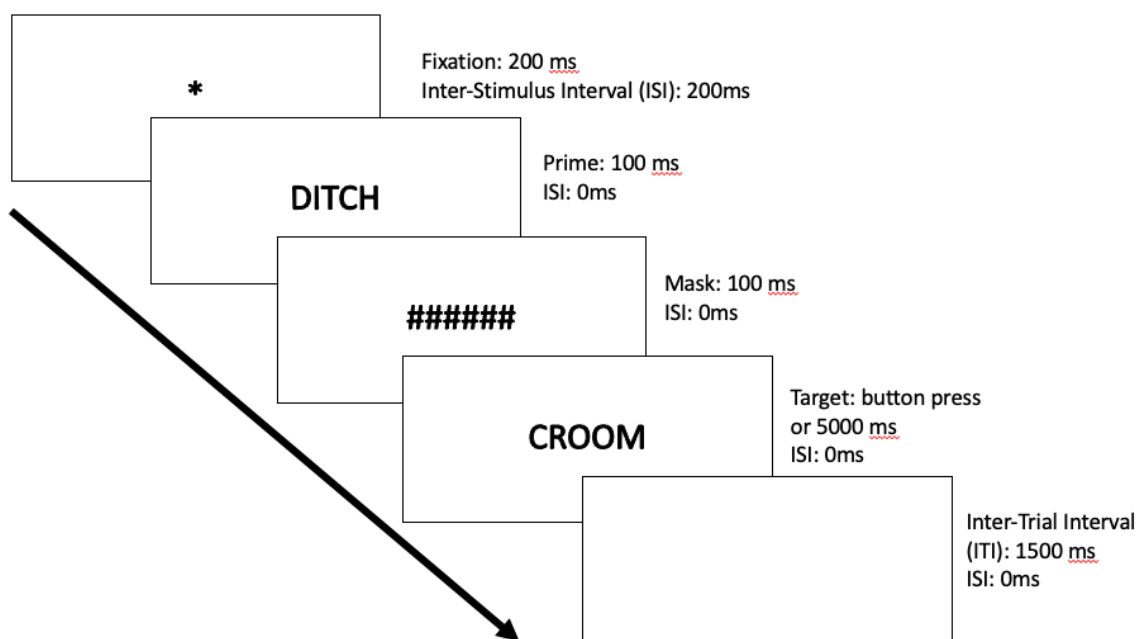 *
Fixation: 200 ms
Inter-Stimulus Interval (ISI): 200ms
DITCH
Prime: 100 ms
ISI: 0ms
######
Mask: 100 ms
ISI: 0ms
CROOM
Target: button press
or 5000 ms
ISI: 0ms
Inter-Trial Interval
(ITI): 1500 ms
ISI: 0ms